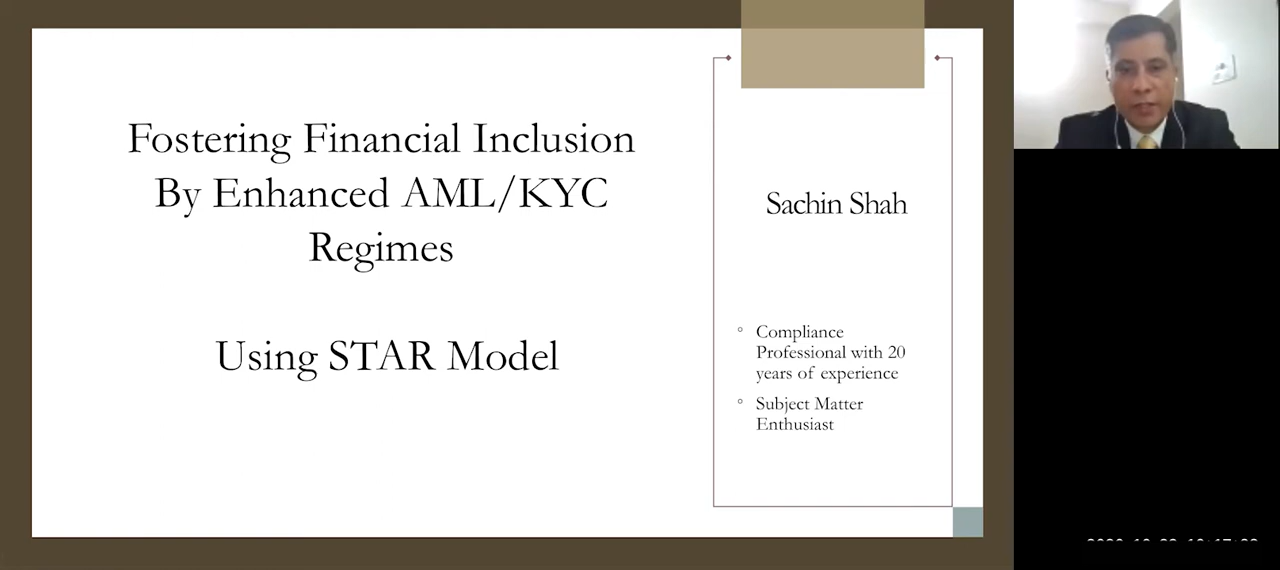 Fostering Financial Inclusion
By Enhanced AML/KYC
Regimes
Using STAR Model
Sachin Shah
Compliance
Professional with 20
years of experience
Subject Matter
Enthusiast